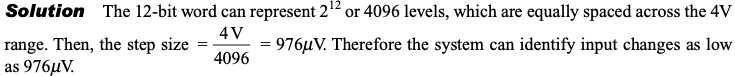 Solution The 12-bit word can represent 2¹² or 4096 levels, which are equally spaced across the 4V
range. Then, the step size = 4 V / 4096 = 976μV. Therefore the system can identify input changes as low
as 976μV.